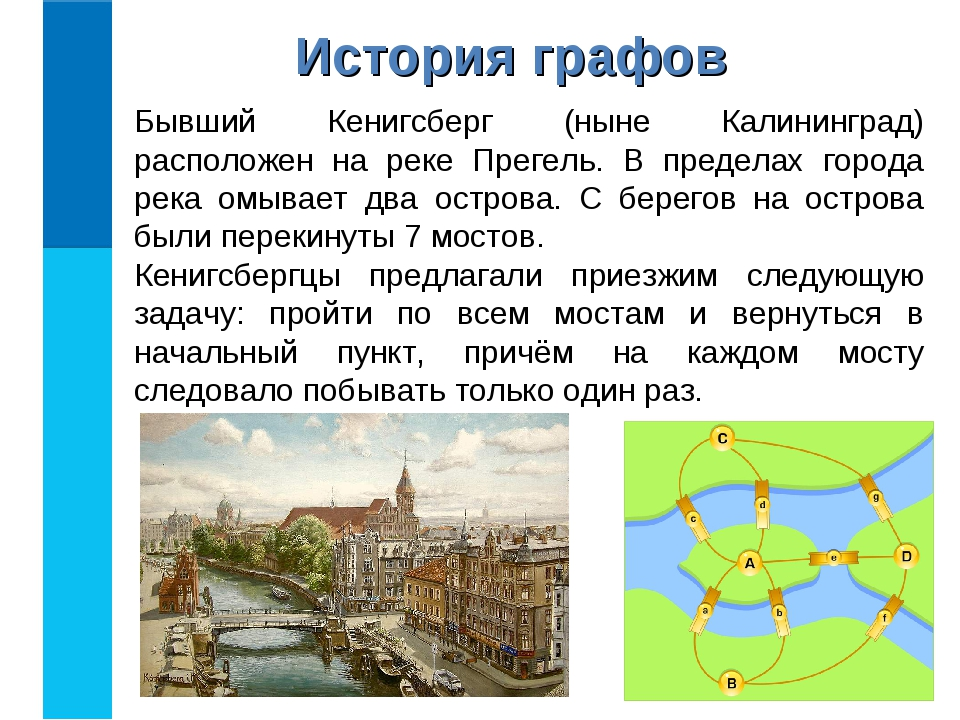 История графов
Бывший Кенигсберг (ныне Калининград)
расположен на реке Прегель. В пределах города
река омывает два острова. С берегов на острова
были перекинуты 7 мостов.
Кенигсбергцы предлагали приезжим следующую
задачу: пройти по всем мостам и вернуться в
начальный пункт, причём на каждом мосту
следовало побывать только один раз.
C
g
d
c
A
e
D
a
b
f
B